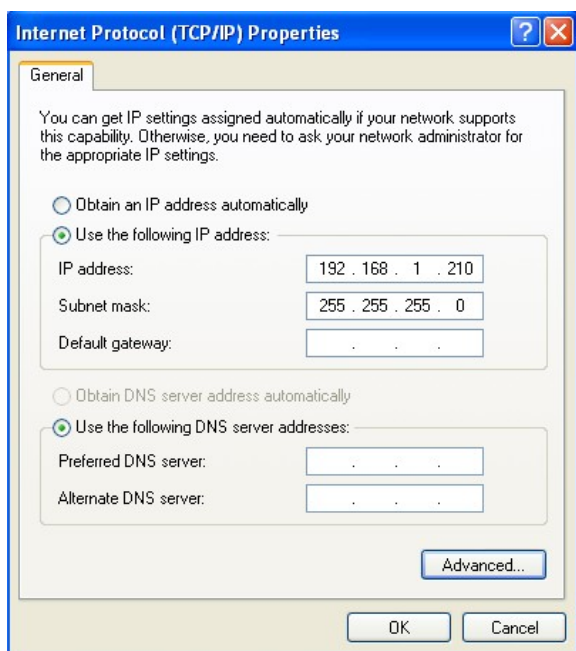 Internet Protocol (TCP/IP) Properties
General
You can get IP settings assigned automatically if your network supports
this capability. Otherwise, you need to ask your network administrator for
the appropriate IP settings.
Obtain an IP address automatically
Use the following IP address:
IP address: 192 . 168 . 1 . 210
Subnet mask: 255 . 255 . 255 . 0
Default gateway: . . .
Obtain DNS server address automatically
Use the following DNS server addresses:
Preferred DNS server: . . .
Alternate DNS server: . . .
Advanced...
OK Cancel